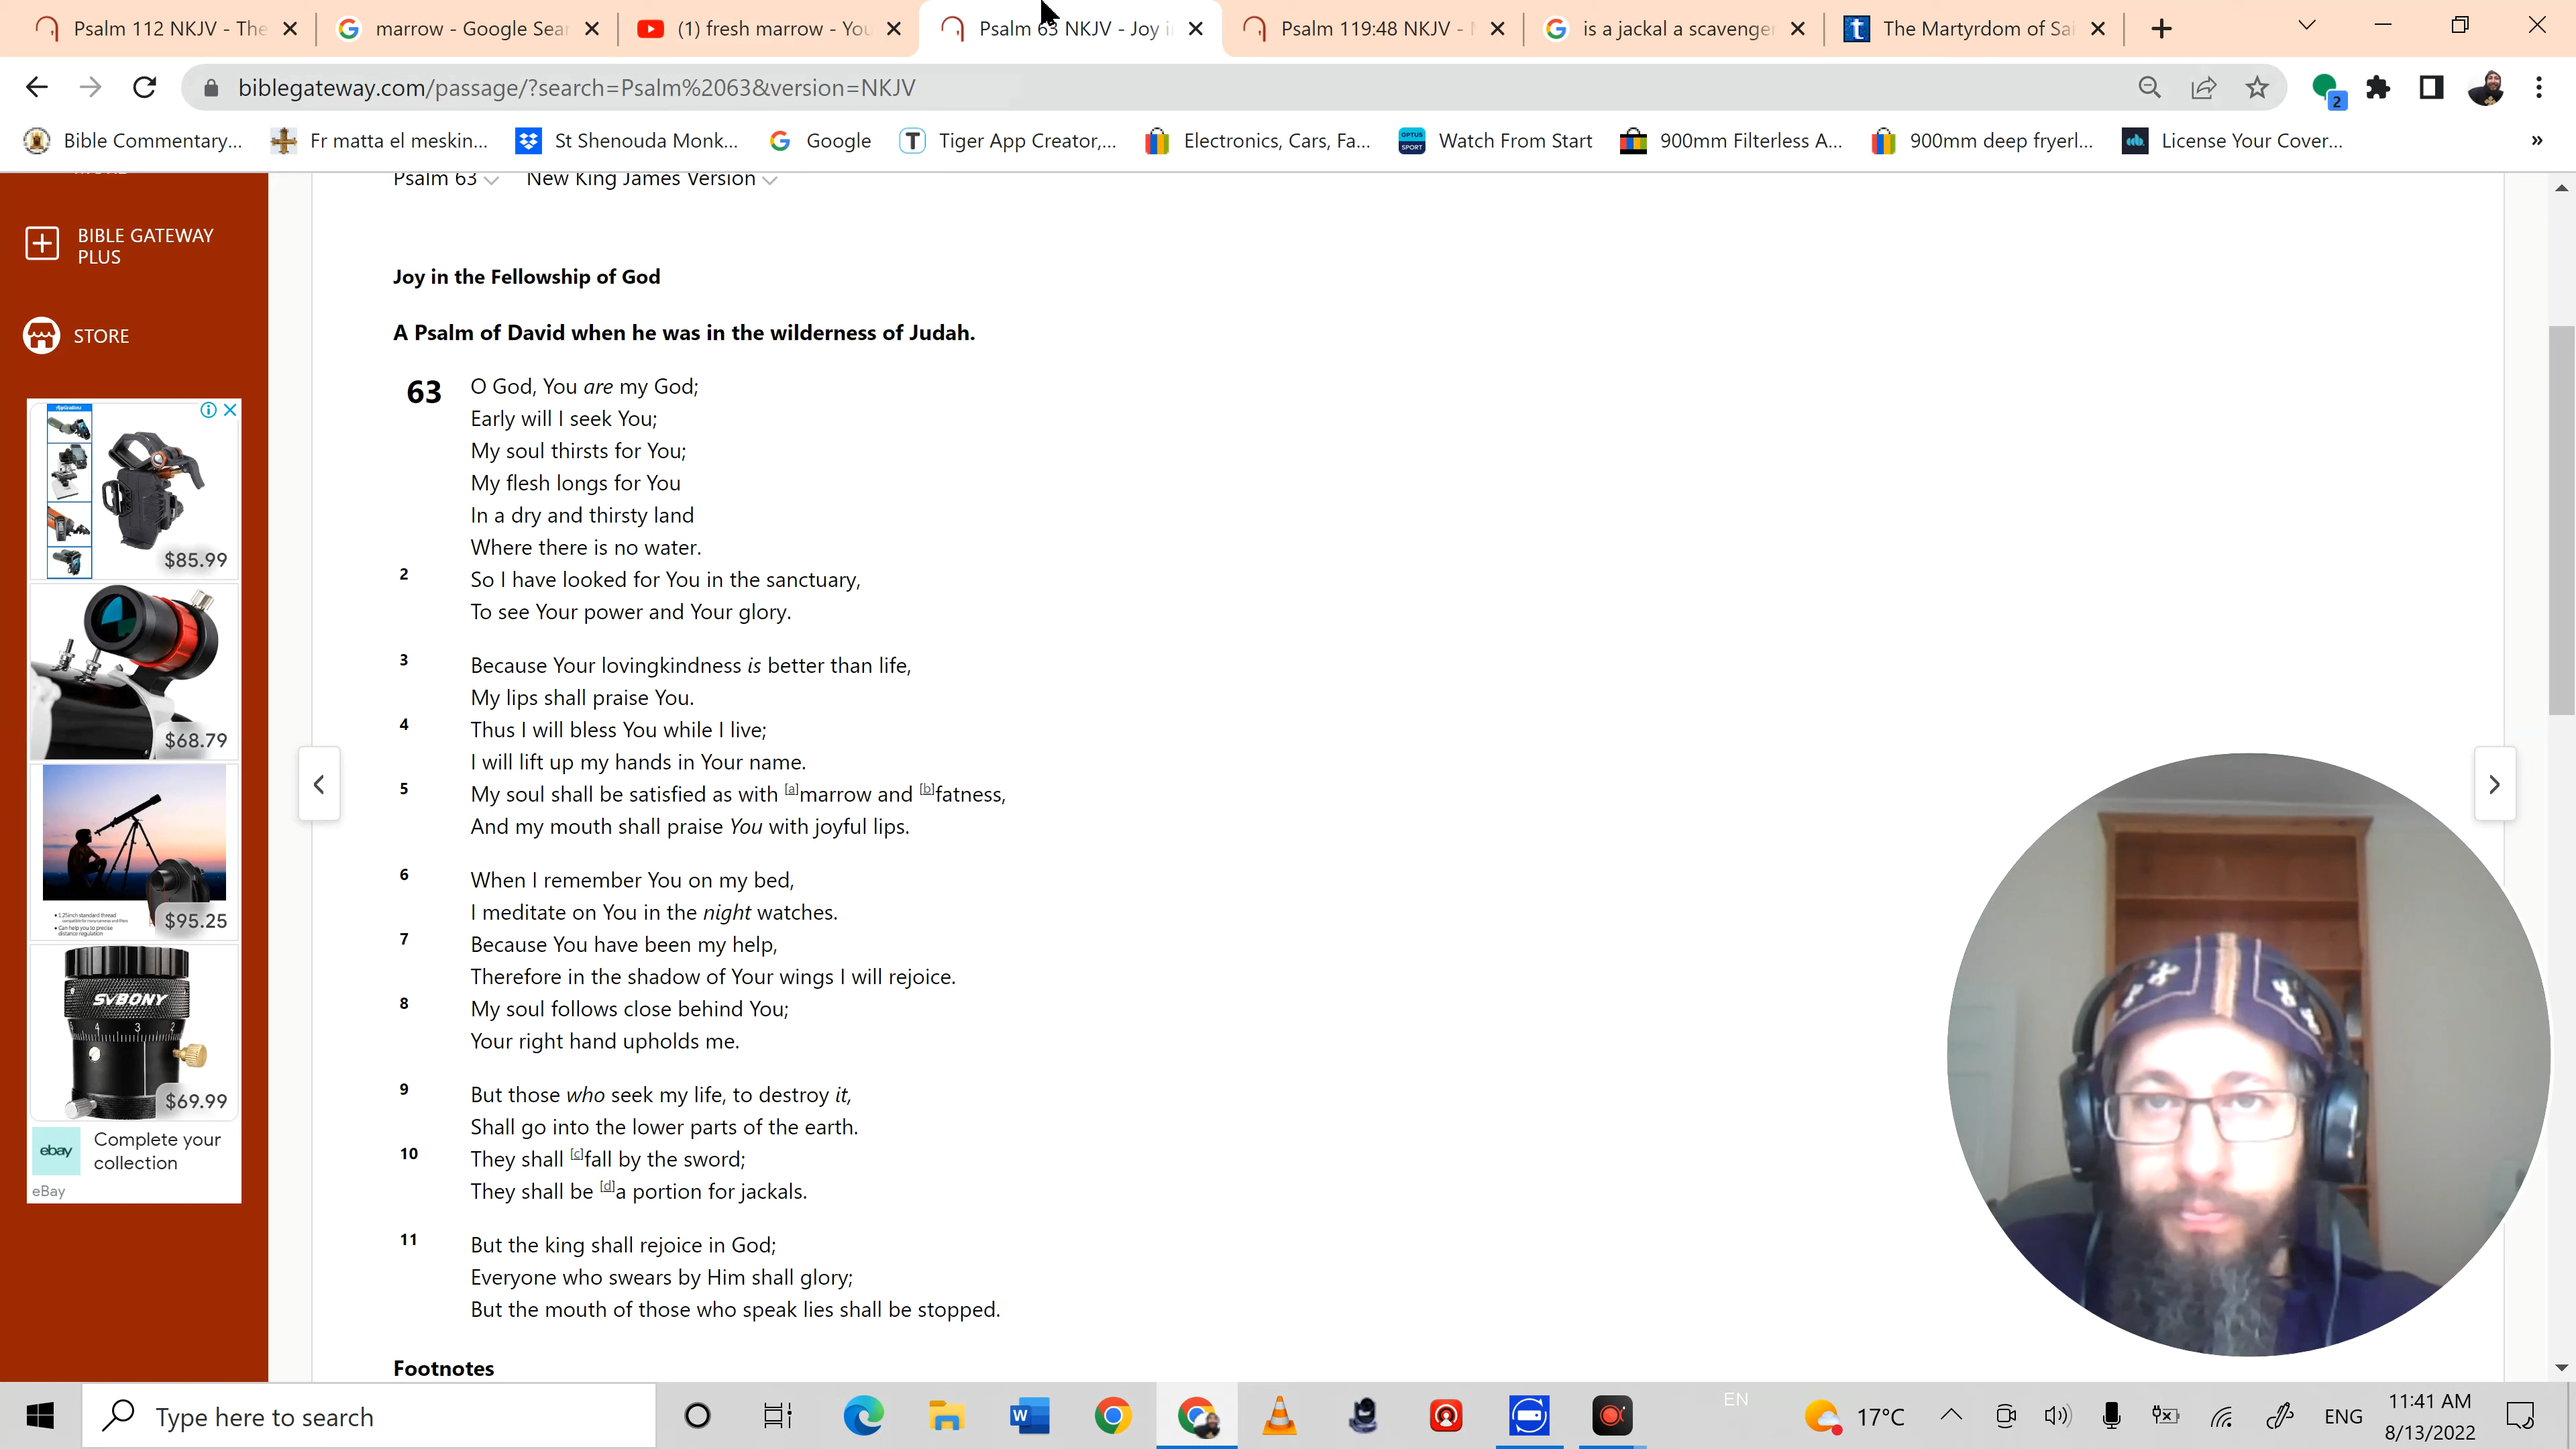 Psalm 112 NKJV - The
marrow - Google Sear
(1) fresh marrow - You
Psalm 63 NKJV - Joy i
Psalm 119:48 NKJV -
is a jackal a scavenger
The Martyrdom of Sai
biblegateway.com/passage/?search=Psalm%2063&version=NKJV
2
Bible Commentary...
Fr matta el meskin...
St Shenouda Monk...
Google
Tiger App Creator,...
Electronics, Cars, Fa...
OPTUS SPORT
Watch From Start
900mm Filterless A...
900mm deep fryerl...
License Your Cover...
»
Psalm 63
New King James Version
BIBLE GATEWAY
PLUS
STORE
$85.99
$68.79
$95.25
SVBONY
4 3 2
$69.99
ebay
Complete your
collection
eBay
Joy in the Fellowship of God
A Psalm of David when he was in the wilderness of Judah.
63 O God, You are my God;
Early will I seek You;
My soul thirsts for You;
My flesh longs for You
In a dry and thirsty land
Where there is no water.
2 So I have looked for You in the sanctuary,
To see Your power and Your glory.
3 Because Your lovingkindness is better than life,
My lips shall praise You.
4 Thus I will bless You while I live;
I will lift up my hands in Your name.
5 My soul shall be satisfied as with [a]marrow and [b]fatness,
And my mouth shall praise You with joyful lips.
6 When I remember You on my bed,
I meditate on You in the night watches.
7 Because You have been my help,
Therefore in the shadow of Your wings I will rejoice.
8 My soul follows close behind You;
Your right hand upholds me.
9 But those who seek my life, to destroy it,
Shall go into the lower parts of the earth.
10 They shall [c]fall by the sword;
They shall be [d]a portion for jackals.
11 But the king shall rejoice in God;
Everyone who swears by Him shall glory;
But the mouth of those who speak lies shall be stopped.
Footnotes
Type here to search
EN
17°C
ENG
11:41 AM
8/13/2022